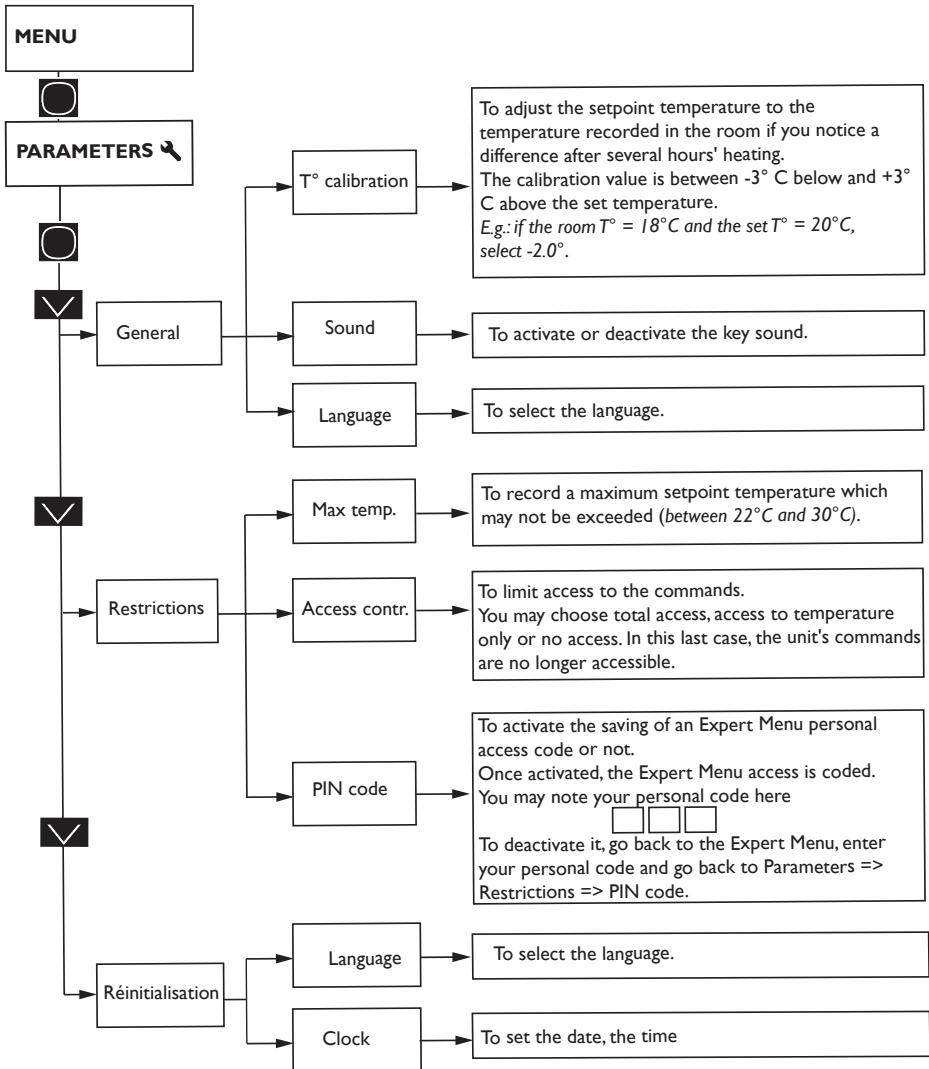 MENU
PARAMETERS
General
T° calibration
To adjust the setpoint temperature to the
temperature recorded in the room if you notice a
difference after several hours' heating.
The calibration value is between -3° C below and +3°
C above the set temperature.
E.g.: if the room T° = 18°C and the set T° = 20°C,
select -2.0°.
Sound
To activate or deactivate the key sound.
Language
To select the language.
Restrictions
Max temp.
To record a maximum setpoint temperature which
may not be exceeded (between 22°C and 30°C).
Access contr.
To limit access to the commands.
You may choose total access, access to temperature
only or no access. In this last case, the unit's commands
are no longer accessible.
PIN code
To activate the saving of an Expert Menu personal
access code or not.
Once activated, the Expert Menu access is coded.
You may note your personal code here
To deactivate it, go back to the Expert Menu, enter
your personal code and go back to Parameters =>
Restrictions => PIN code.
Réinitialisation
Language
To select the language.
Clock
To set the date, the time